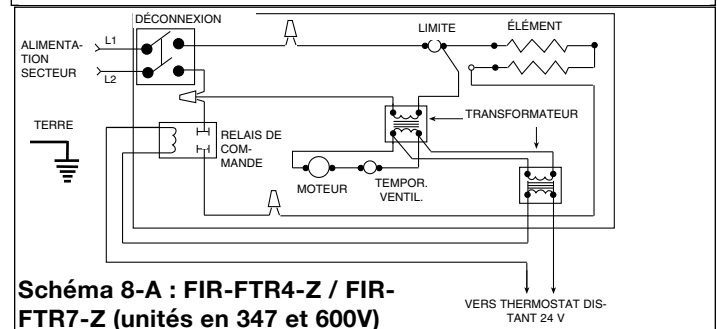 DÉCONNEXION
LIMITE
ÉLÉMENT
ALIMENTA-
TION
SECTEUR
L1
L2
TRANSFORMATEUR
TERRE
RELAIS DE
COM-
MANDE
MOTEUR
TEMPOR.
VENTIL.
Schéma 8-A : FIR-FTR4-Z / FIR-
FTR7-Z (unités en 347 et 600V)
VERS THERMOSTAT DIS-
TANT 24 V